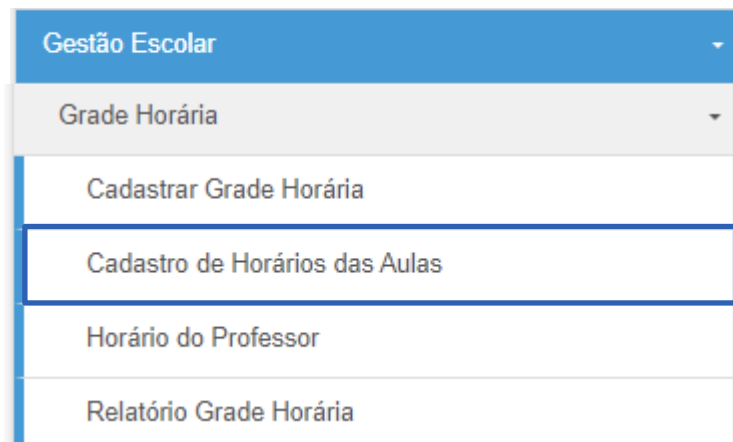 Gestão Escolar
Grade Horária
Cadastrar Grade Horária
Cadastro de Horários das Aulas
Horário do Professor
Relatório Grade Horária